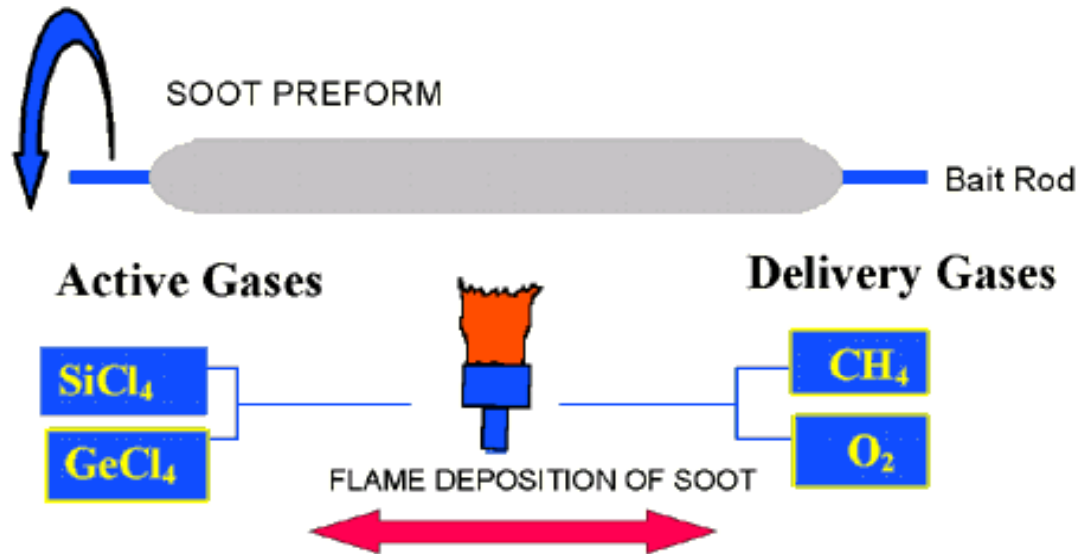 SOOT PREFORM
Bait Rod
Active Gases
Delivery Gases
SiCl₄
CH₄
GeCl₄
O₂
FLAME DEPOSITION OF SOOT